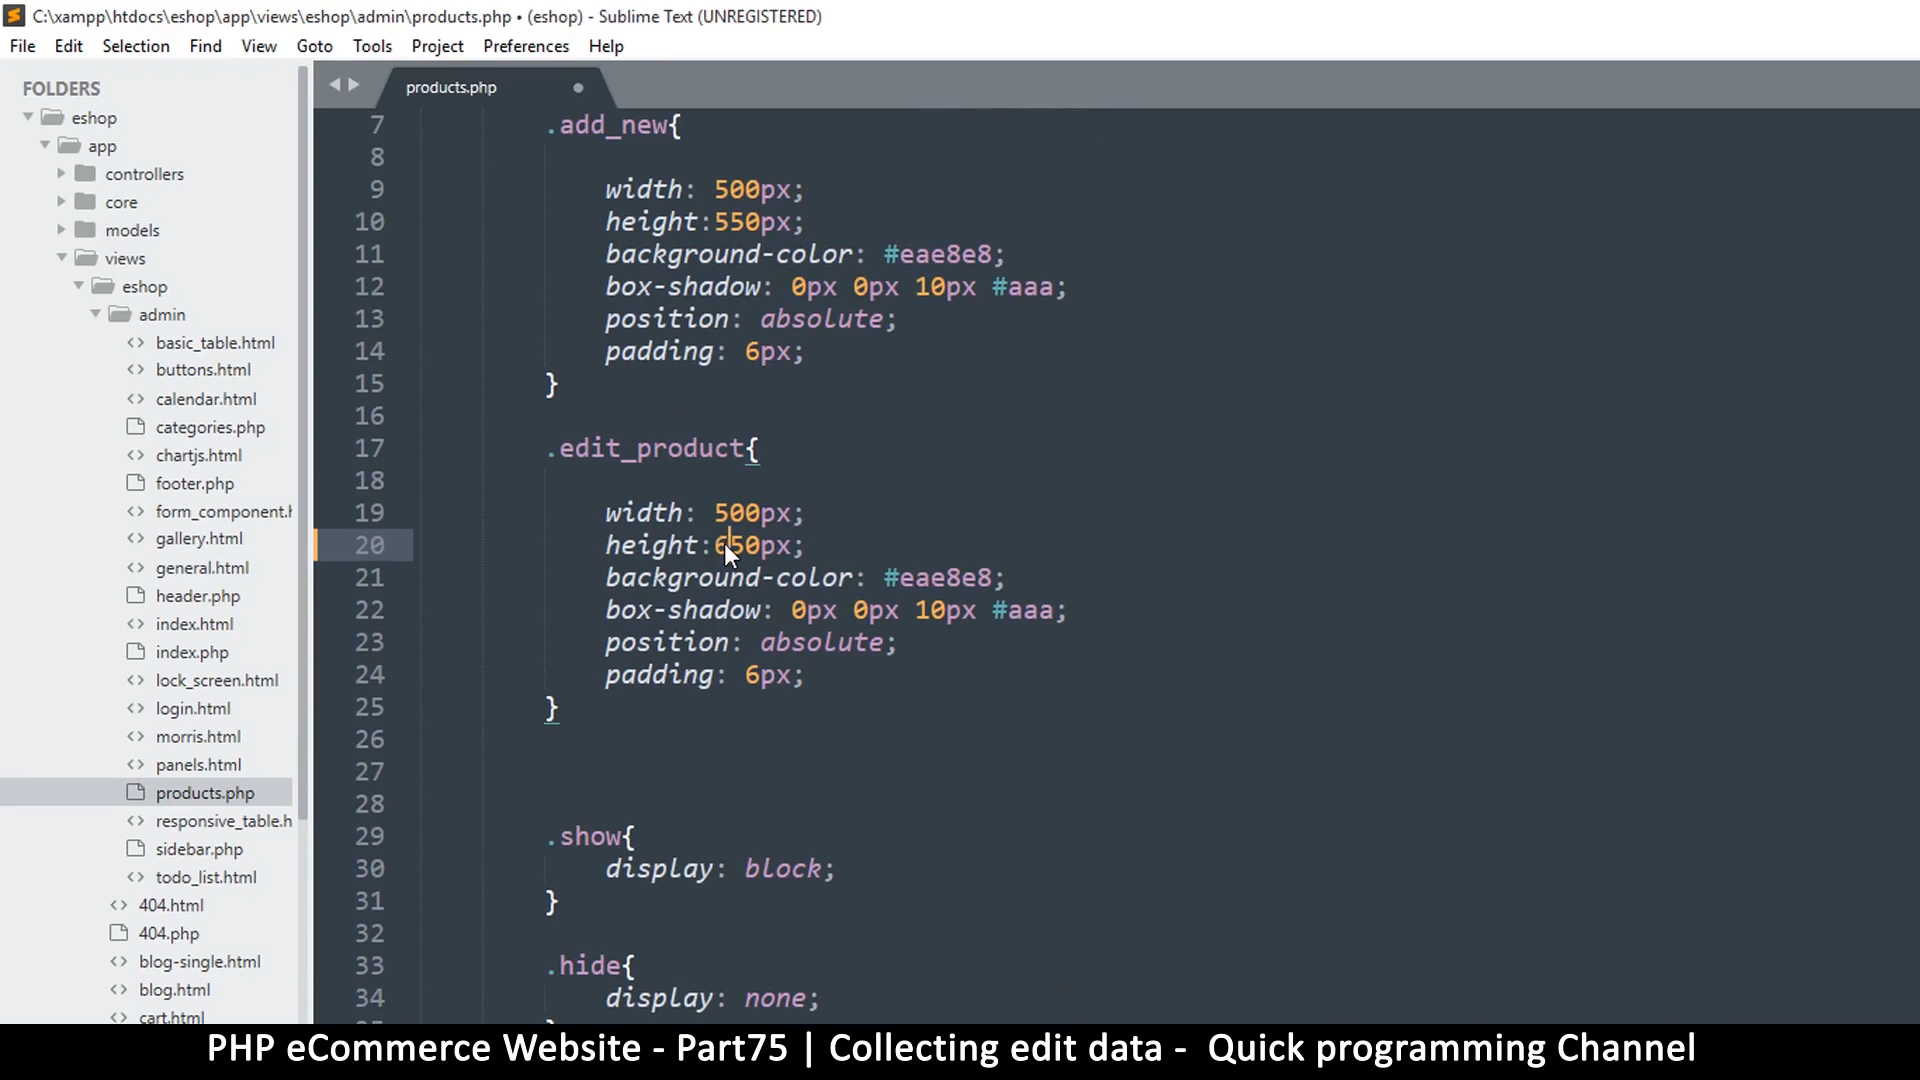 C:\xampp\htdocs\eshop\app\views\eshop\admin\products.php • (eshop) - Sublime Text (UNREGISTERED)
File Edit Selection Find View Goto Tools Project Preferences Help
FOLDERS
eshop
app
controllers
core
models
views
eshop
admin
basic_table.html
buttons.html
calendar.html
categories.php
chartjs.html
footer.php
form_component.h
gallery.html
general.html
header.php
index.html
index.php
lock_screen.html
login.html
morris.html
panels.html
products.php
responsive_table.h
sidebar.php
todo_list.html
404.html
404.php
blog-single.html
blog.html
cart.html
products.php
7 .add_new{
8
9 width: 500px;
10 height:550px;
11 background-color: #eae8e8;
12 box-shadow: 0px 0px 10px #aaa;
13 position: absolute;
14 padding: 6px;
15 }
16
17 .edit_product{
18
19 width: 500px;
20 height:650px;
21 background-color: #eae8e8;
22 box-shadow: 0px 0px 10px #aaa;
23 position: absolute;
24 padding: 6px;
25 }
26
27
28
29 .show{
30 display: block;
31 }
32
33 .hide{
34 display: none;
PHP eCommerce Website - Part75 | Collecting edit data - Quick programming Channel